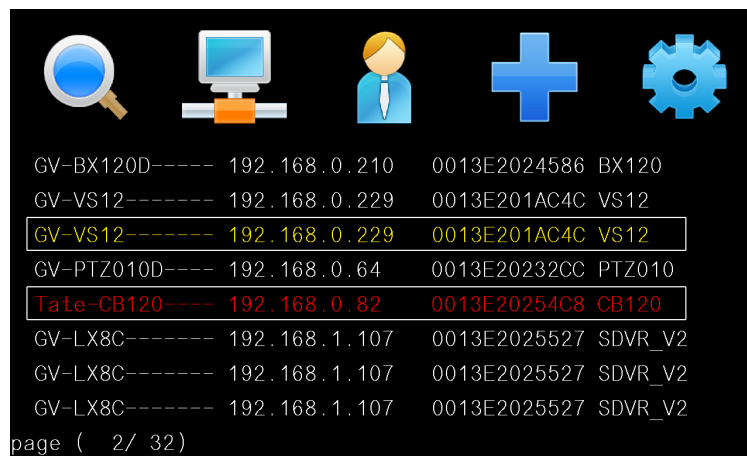 GV-BX120D----- 192.168.0.210 0013E2024586 BX120
GV-VS12------- 192.168.0.229 0013E201AC4C VS12
GV-VS12------- 192.168.0.229 0013E201AC4C VS12
GV-PTZ010D---- 192.168.0.64 0013E20232CC PTZ010
Tate-CB120---- 192.168.0.82 0013E20254C8 CB120
GV-LX8C------- 192.168.1.107 0013E2025527 SDVR_V2
GV-LX8C------- 192.168.1.107 0013E2025527 SDVR_V2
GV-LX8C------- 192.168.1.107 0013E2025527 SDVR_V2
page ( 2/ 32)